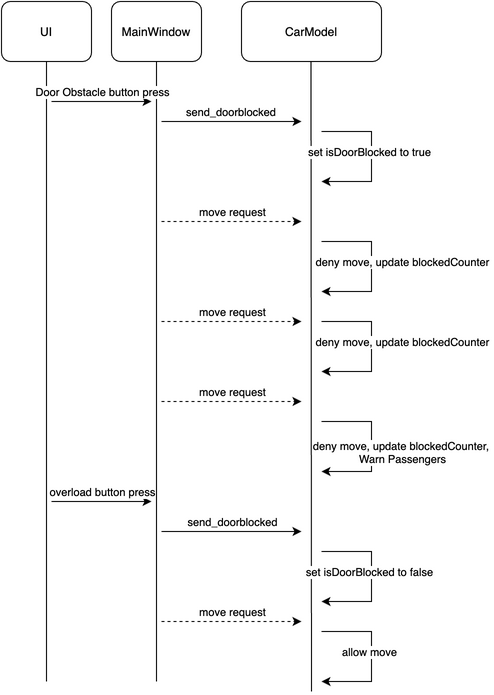 UI
MainWindow
CarModel
Door Obstacle button press
send_doorblocked
set isDoorBlocked to true
move request
deny move, update blockedCounter
move request
deny move, update blockedCounter
move request
deny move, update blockedCounter,
Warn Passengers
overload button press
send_doorblocked
set isDoorBlocked to false
move request
allow move